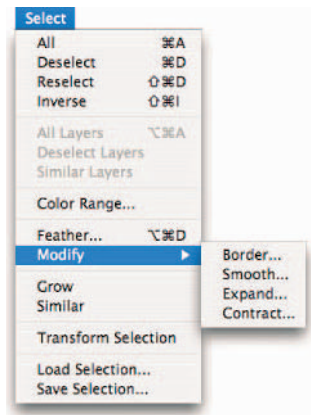 Select
All ⌘A
Deselect ⌘D
Reselect ⇧⌘D
Inverse ⇧⌘I
All Layers ⌥⌘A
Deselect Layers
Similar Layers
Color Range...
Feather... ⌥⌘D
Modify ▶
Border...
Smooth...
Expand...
Contract...
Grow
Similar
Transform Selection
Load Selection...
Save Selection...